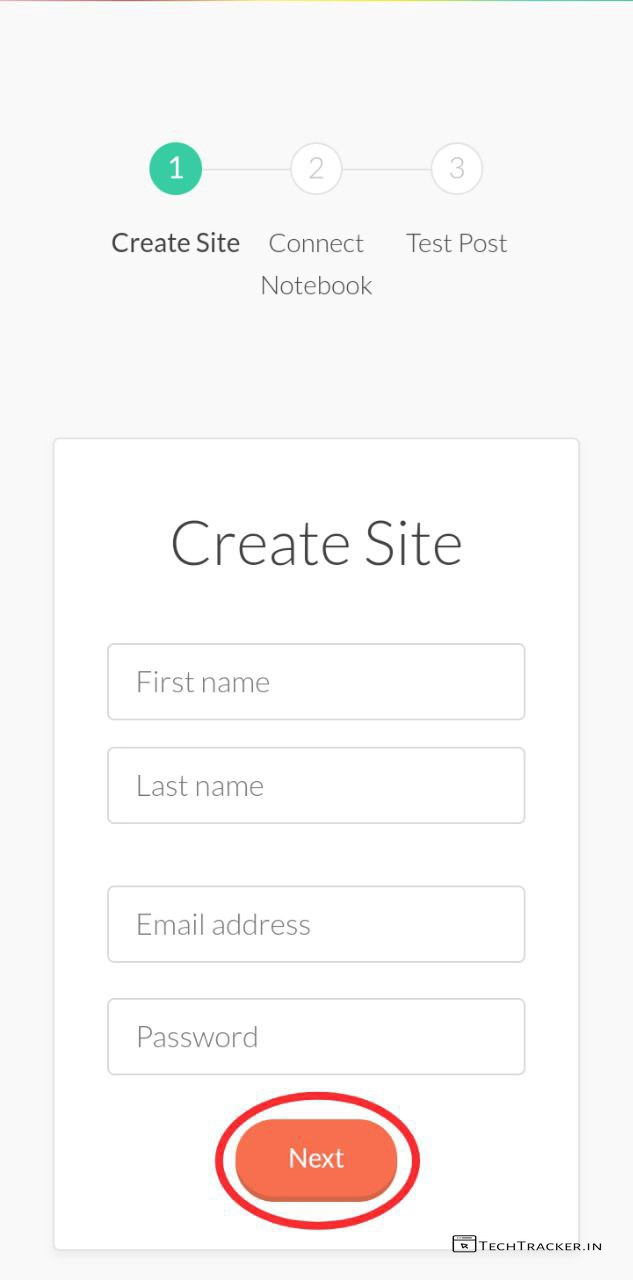 1 2 3
Create Site Connect Test Post
Notebook
Create Site
First name
Last name
Email address
Password
Next
TECHTRACKER.IN